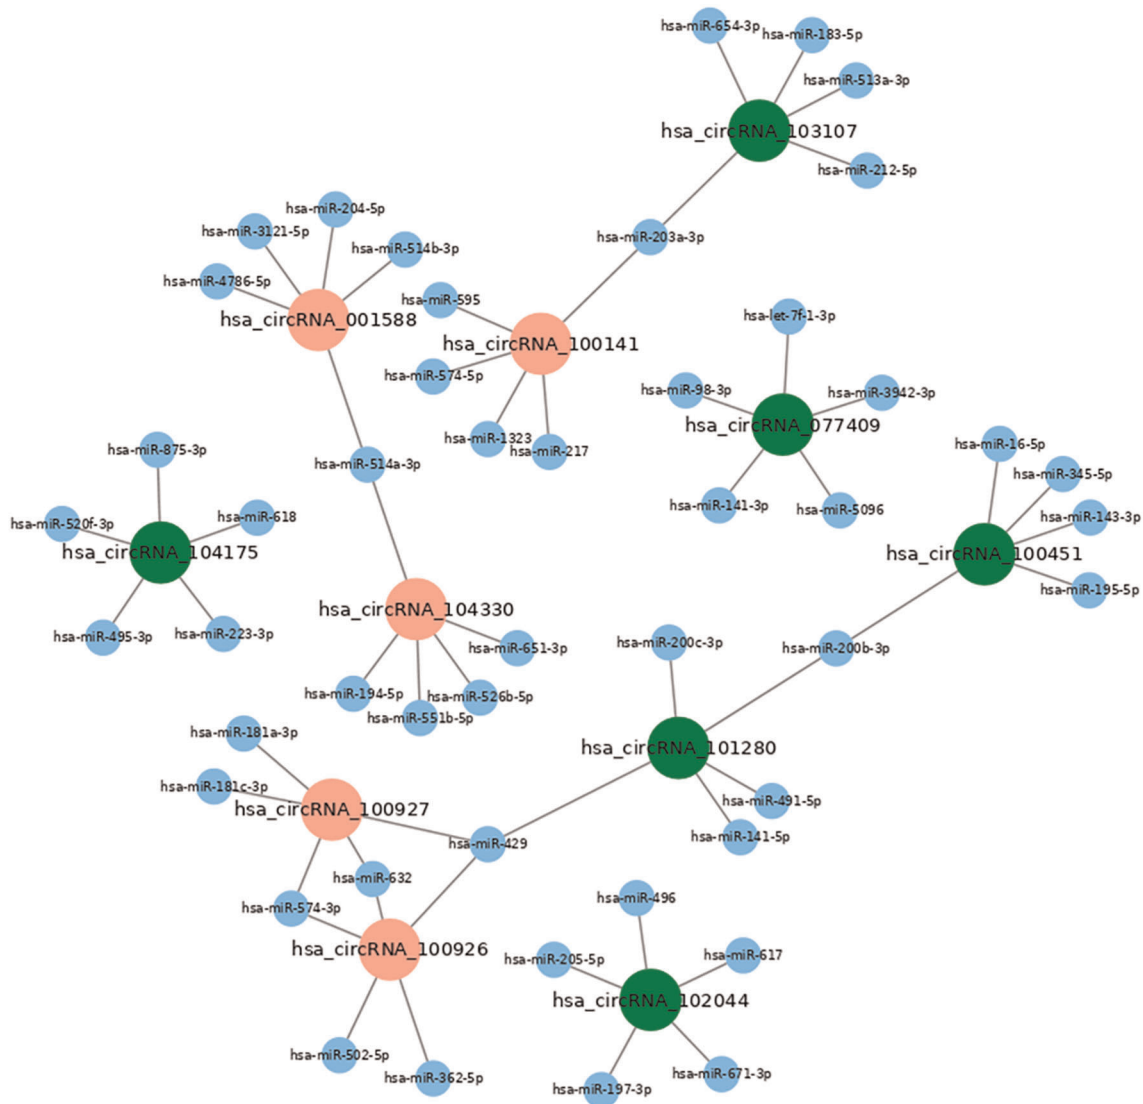 hsa-miR-654-3p
hsa-miR-183-5p
hsa-miR-513a-3p
hsa_circRNA_103107
hsa-miR-212-5p
hsa-miR-204-5p
hsa-miR-3121-5p
hsa-miR-203a-3p
hsa-miR-514b-3p
hsa-miR-4786-5p
hsa-miR-595
hsa_circRNA_001588
hsa-let-7f-1-3p
hsa_circRNA_100141
hsa-miR-574-5p
hsa-miR-98-3p
hsa-miR-3942-3p
hsa_circRNA_077409
hsa-miR-1323
hsa-miR-217
hsa-miR-16-5p
hsa-miR-875-3p
hsa-miR-514a-3p
hsa-miR-345-5p
hsa-miR-141-3p
hsa-miR-5096
hsa-miR-618
hsa-miR-143-3p
hsa-miR-520f-3p
hsa_circRNA_104175
hsa_circRNA_100451
hsa-miR-195-5p
hsa_circRNA_104330
hsa-miR-495-3p
hsa-miR-223-3p
hsa-miR-200c-3p
hsa-miR-651-3p
hsa-miR-200b-3p
hsa-miR-194-5p
hsa-miR-526b-5p
hsa-miR-551b-5p
hsa-miR-181a-3p
hsa_circRNA_101280
hsa-miR-181c-3p
hsa-miR-491-5p
hsa_circRNA_100927
hsa-miR-141-5p
hsa-miR-429
hsa-miR-632
hsa-miR-496
hsa-miR-574-3p
hsa_circRNA_100926
hsa-miR-617
hsa-miR-205-5p
hsa_circRNA_102044
hsa-miR-502-5p
hsa-miR-671-3p
hsa-miR-362-5p
hsa-miR-197-3p